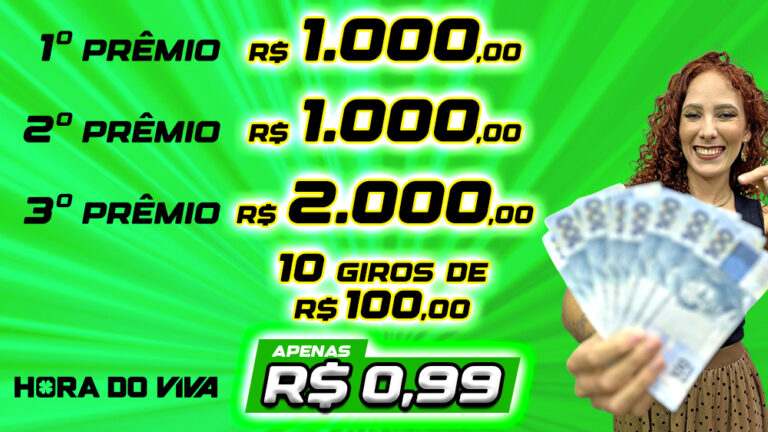 1º PRÊMIO R$ 1.000,00
2º PRÊMIO R$ 1.000,00
3º PRÊMIO R$ 2.000,00
10 GIROS DE
R$ 100,00
APENAS
HORA DO VIVA R$ 0,99